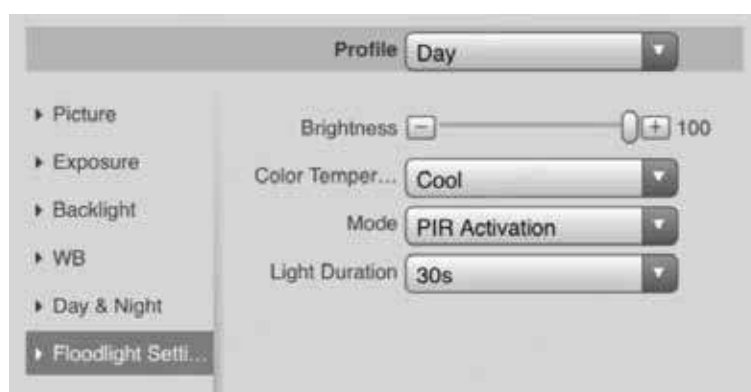 Profile Day
Picture
Brightness - + 100
Exposure
Color Temper... Cool
Backlight
Mode PIR Activation
WB
Light Duration 30s
Day & Night
Floodlight Setti...